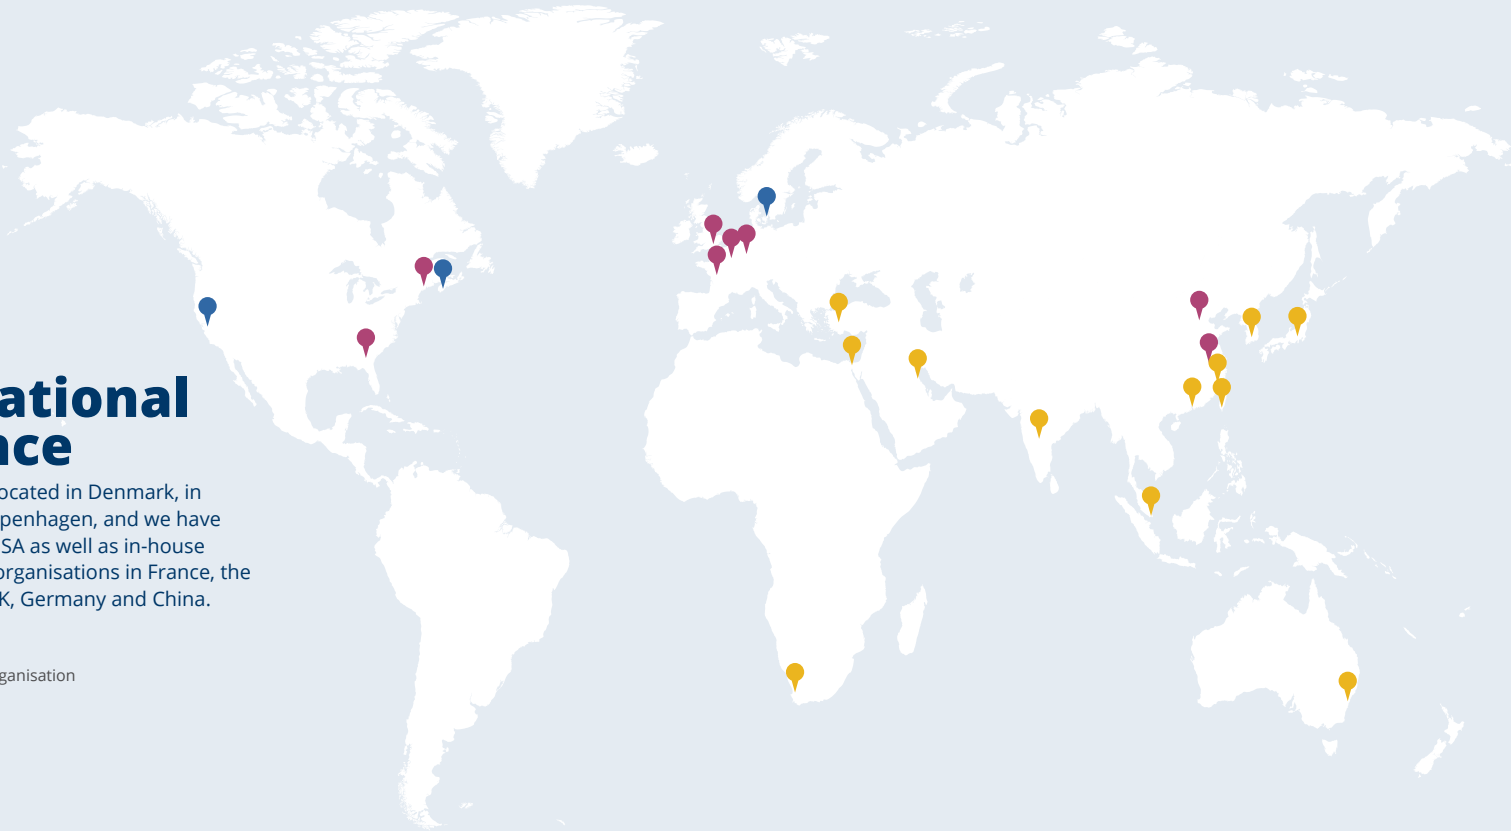 ational
nce
ocated in Denmark, in
penhagen, and we have
SA as well as in-house
organisations in France, the
K, Germany and China.
ganisation